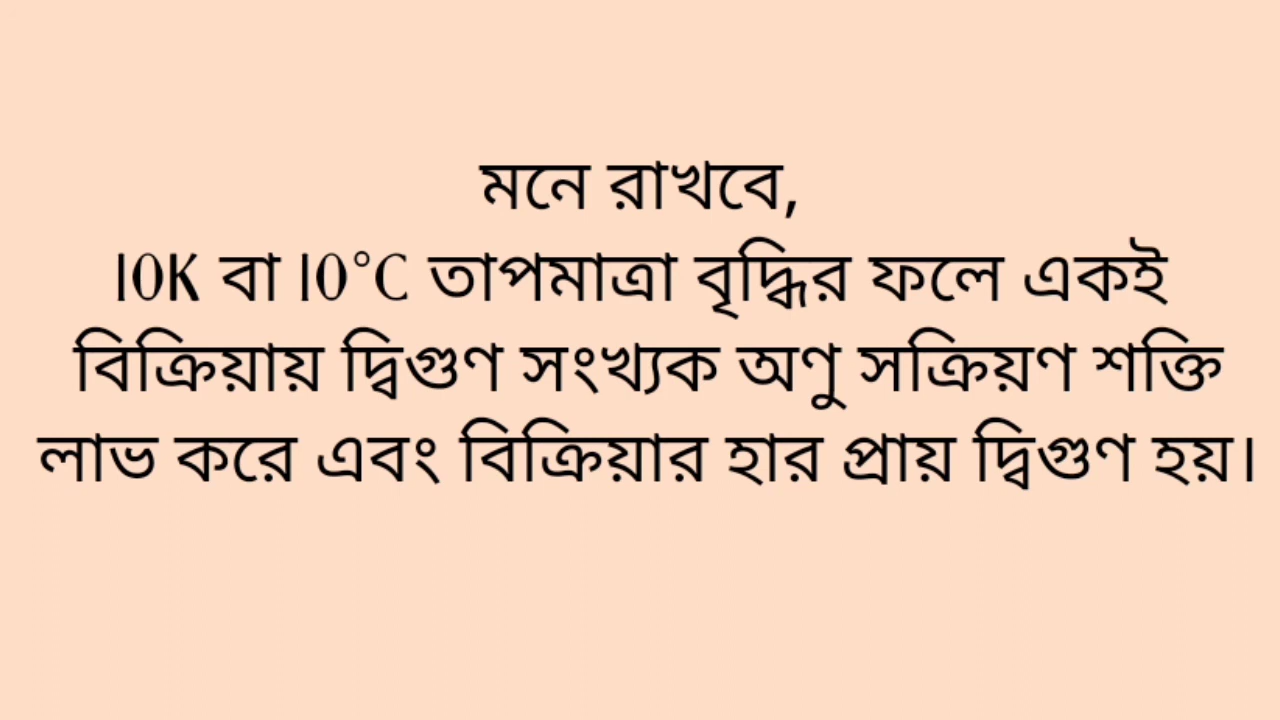 মনে রাখবে,
10K বা 10°C তাপমাত্রা বৃদ্ধির ফলে একই
বিক্রিয়ায় দ্বিগুণ সংখ্যক অণু সক্রিয়ণ শক্তি
লাভ করে এবং বিক্রিয়ার হার প্রায় দ্বিগুণ হয়।